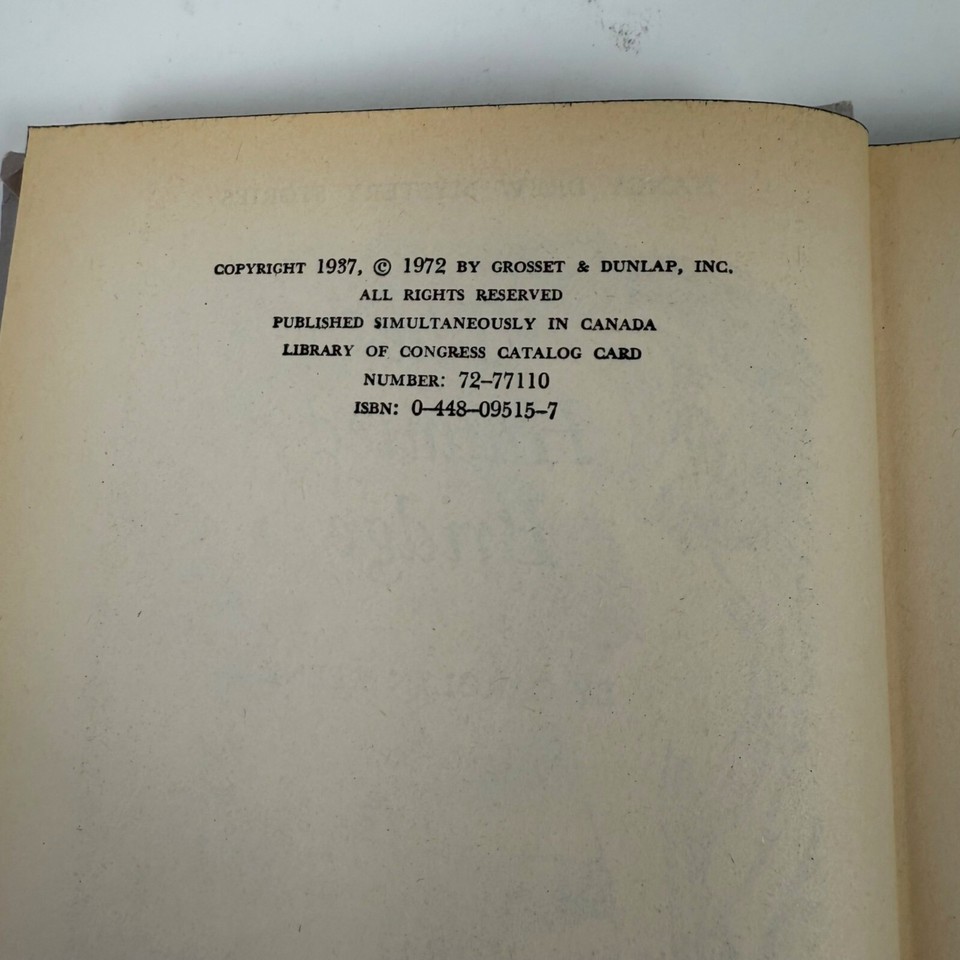 COPYRIGHT 1937, © 1972 BY GROSSET & DUNLAP, INC.
ALL RIGHTS RESERVED
PUBLISHED SIMULTANEOUSLY IN CANADA
LIBRARY OF CONGRESS CATALOG CARD
NUMBER: 72-77110
ISBN: 0-448-09515-7